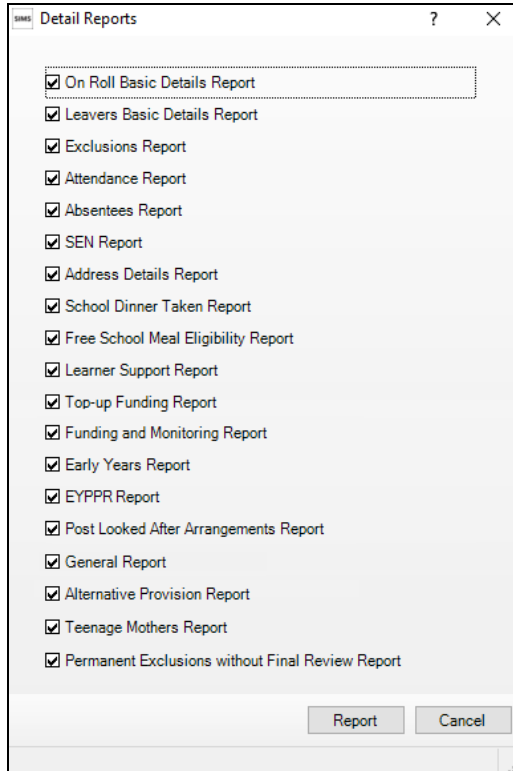 SIMS Detail Reports ? X
On Roll Basic Details Report
Leavers Basic Details Report
Exclusions Report
Attendance Report
Absentees Report
SEN Report
Address Details Report
School Dinner Taken Report
Free School Meal Eligibility Report
Learner Support Report
Top-up Funding Report
Funding and Monitoring Report
Early Years Report
EYPPR Report
Post Looked After Arrangements Report
General Report
Alternative Provision Report
Teenage Mothers Report
Permanent Exclusions without Final Review Report
Report Cancel